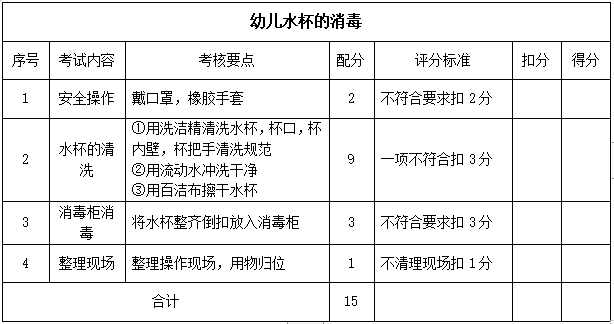 幼儿水杯的消毒
序号 考试内容 考核要点 配分 评分标准 扣分 得分
1 安全操作 戴口罩，橡胶手套 2 不符合要求扣 2 分
2 水杯的清洗 ①用洗洁精清洗水杯，杯口，杯
内壁，杯把手清洗规范
②用流动水冲洗干净
③用百洁布擦干水杯 9 一项不符合扣 3 分
3 消毒柜消毒 将水杯整齐倒扣放入消毒柜 3 不符合要求扣 3 分
4 整理现场 整理操作现场，用物归位 1 不清理现场扣 1 分
合计 15